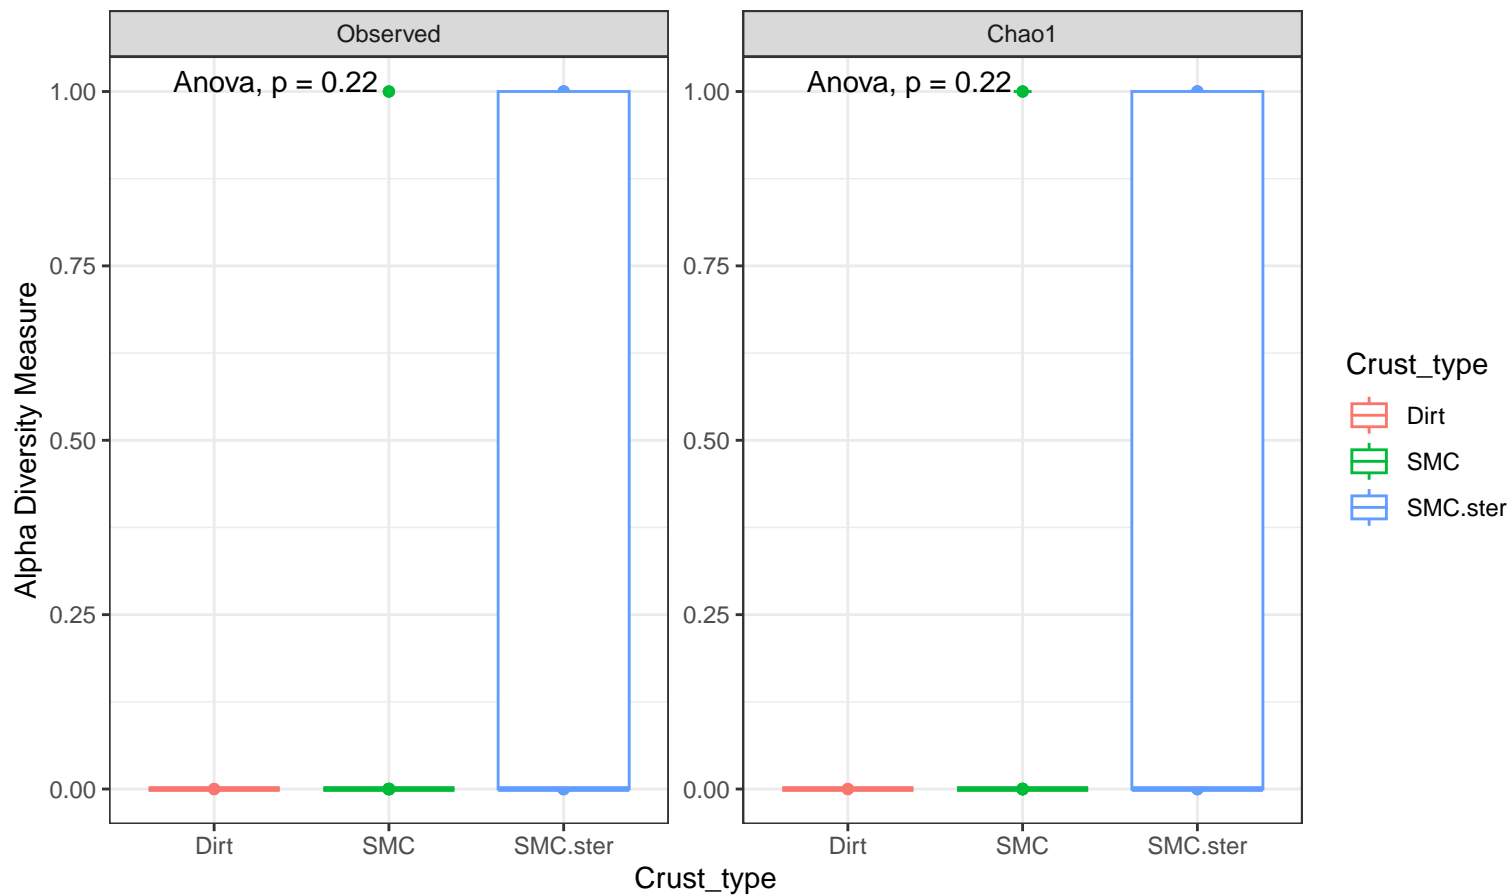 Observed
Chao1
Anova, p = 0.22
Anova, p = 0.22
1.00
0.75
0.50
0.25
0.00
1.00
0.75
0.50
0.25
0.00
Alpha Diversity Measure
Dirt
SMC
SMC.ster
Dirt
SMC
SMC.ster
Crust_type
Crust_type
Dirt
SMC
SMC.ster